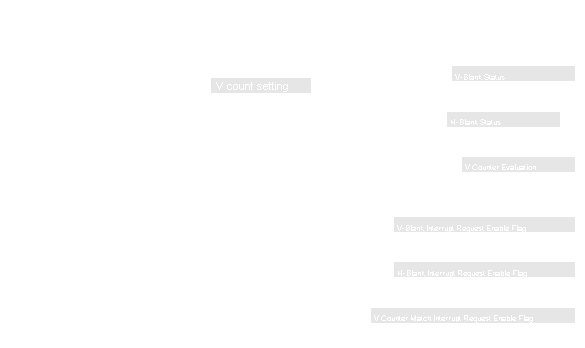 V count setting
V- Blank Status
H- Blank Status
V Counter Evaluation
V- Blank Interrupt Request Enable Flag
H- Blank Interrupt Request Enable Flag
V Counter Match Interrupt Request Enable Flag